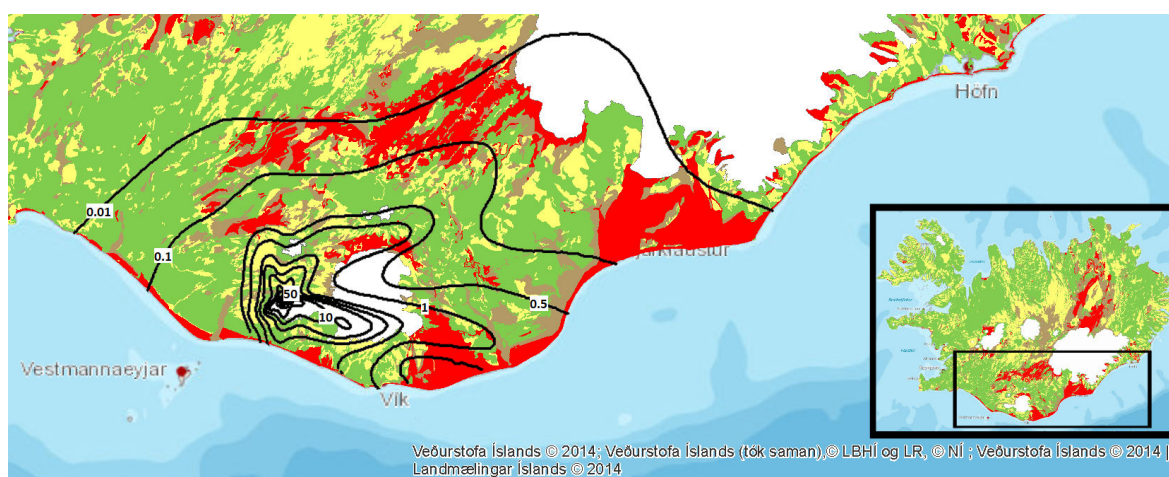 Höfn
0.01
0.1
50
10
1
0.5
Vestmannaeyjar
Vík
Veðurstofa Íslands © 2014; Veðurstofa Íslands (tók saman),© LBHÍ og LR, © NÍ ; Veðurstofa Íslands © 2014 |
Landmælingar Íslands © 2014